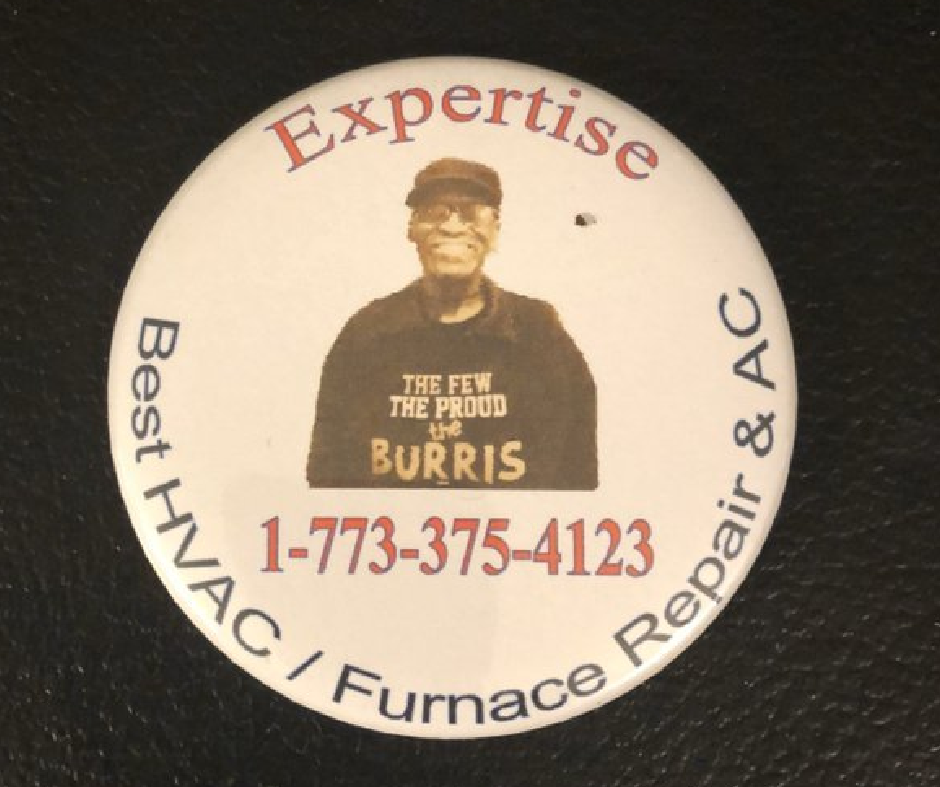 Expertise
THE FEW
THE PROUD
the
BURRIS
1-773-375-4123
Best HVAC / Furnace Repair & AC